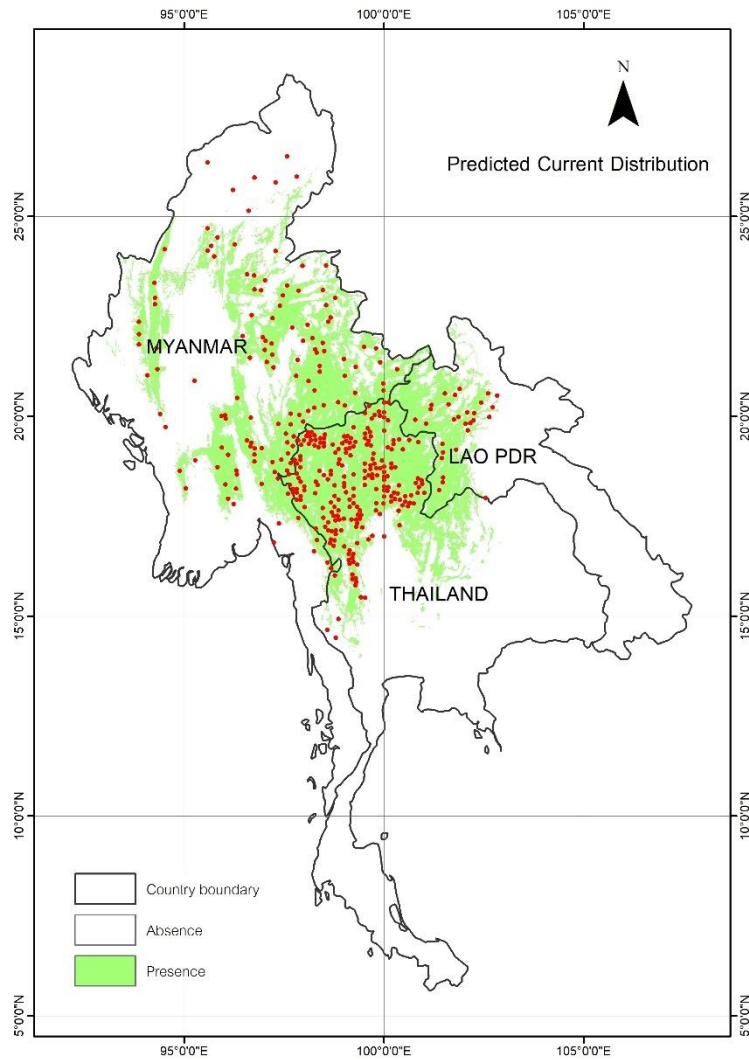 95°0'0"E 100°0'0"E 105°0'0"E
N
Predicted Current Distribution
25°0'0"N 25°0'0"N
MYANMAR
20°0'0"N 20°0'0"N
LAO PDR
THAILAND
15°0'0"N 15°0'0"N
10°0'0"N 10°0'0"N
Country boundary
Absence
Presence
5°0'0"N 5°0'0"N
95°0'0"E 100°0'0"E 105°0'0"E